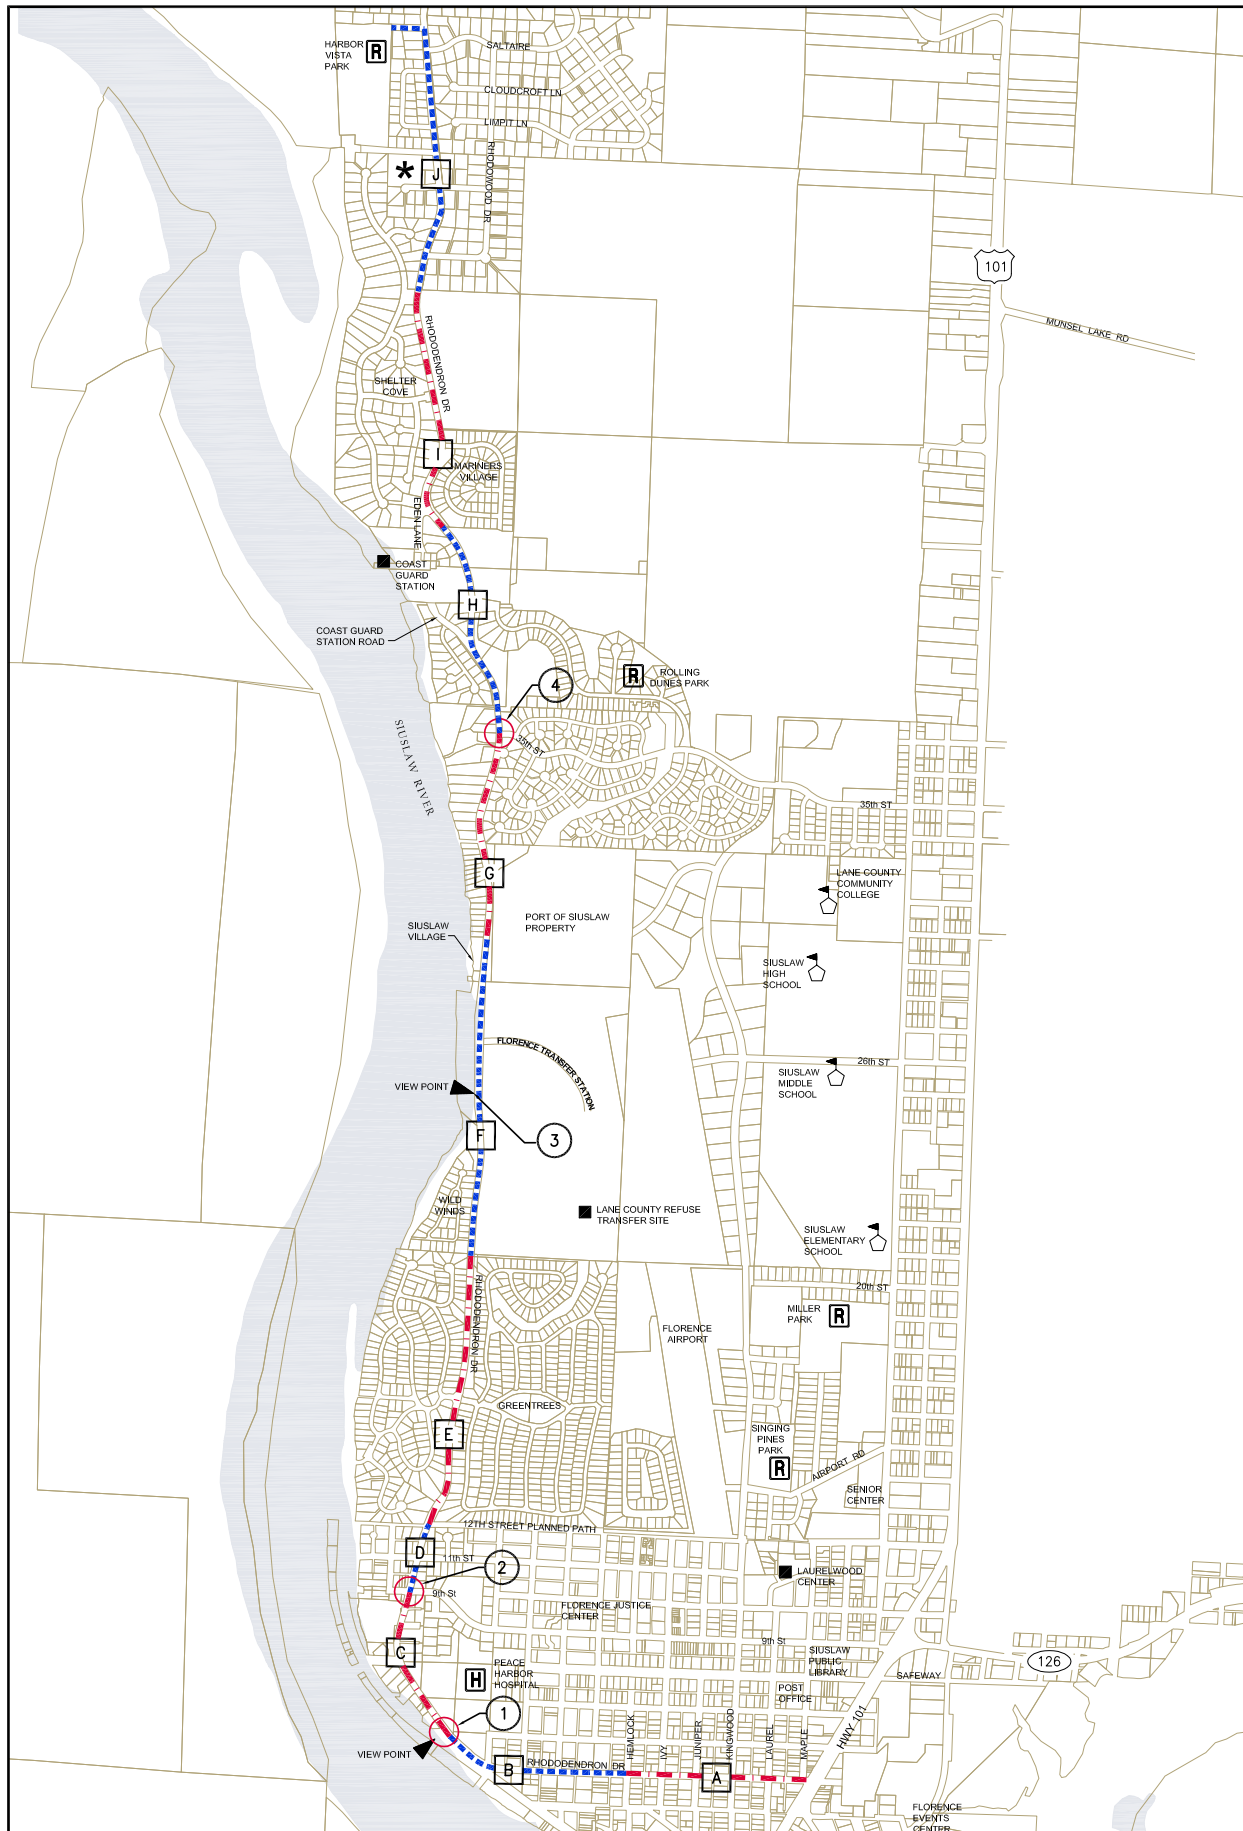 HARBOR
VISTA
PARK
R
SALTAIRE
CLOUDCROFT LN
LIMPIT LN
RHODOWOOD DR
*
J
101
MUNSEL LAKE RD
RHODODENDRON DR
SHELTER
COVE
I
MARINERS
VILLAGE
EDEN LANE
COAST
GUARD
STATION
H
COAST GUARD
STATION ROAD
R
ROLLING
DUNES PARK
4
35th ST
SIUSLAW RIVER
35th ST
G
LANE COUNTY
COMMUNITY
COLLEGE
SIUSLAW
VILLAGE
PORT OF SIUSLAW
PROPERTY
SIUSLAW
HIGH
SCHOOL
FLORENCE TRANSFER STATION
26th ST
SIUSLAW
MIDDLE
SCHOOL
VIEW POINT
F
3
WILD
WINDS
LANE COUNTY REFUSE
TRANSFER SITE
SIUSLAW
ELEMENTARY
SCHOOL
20th ST
RHODODENDRON DR
MILLER
PARK
R
FLORENCE
AIRPORT
GREENTREES
E
SINGING
PINES
PARK
R
AIRPORT RD
SENIOR
CENTER
12TH STREET PLANNED PATH
D
11th ST
2
LAURELWOOD
CENTER
9th St
FLORENCE JUSTICE
CENTER
9th St
C
SIUSLAW
PUBLIC
LIBRARY
126
SAFEWAY
H
PEACE
HARBOR
HOSPITAL
POST
OFFICE
1
HWY 101
VIEW POINT
HEMLOCK
IVY
JUNIPER
KINGWOOD
LAUREL
MAPLE
B
RHODODENDRON DR
A
FLORENCE
EVENTS
CENTER